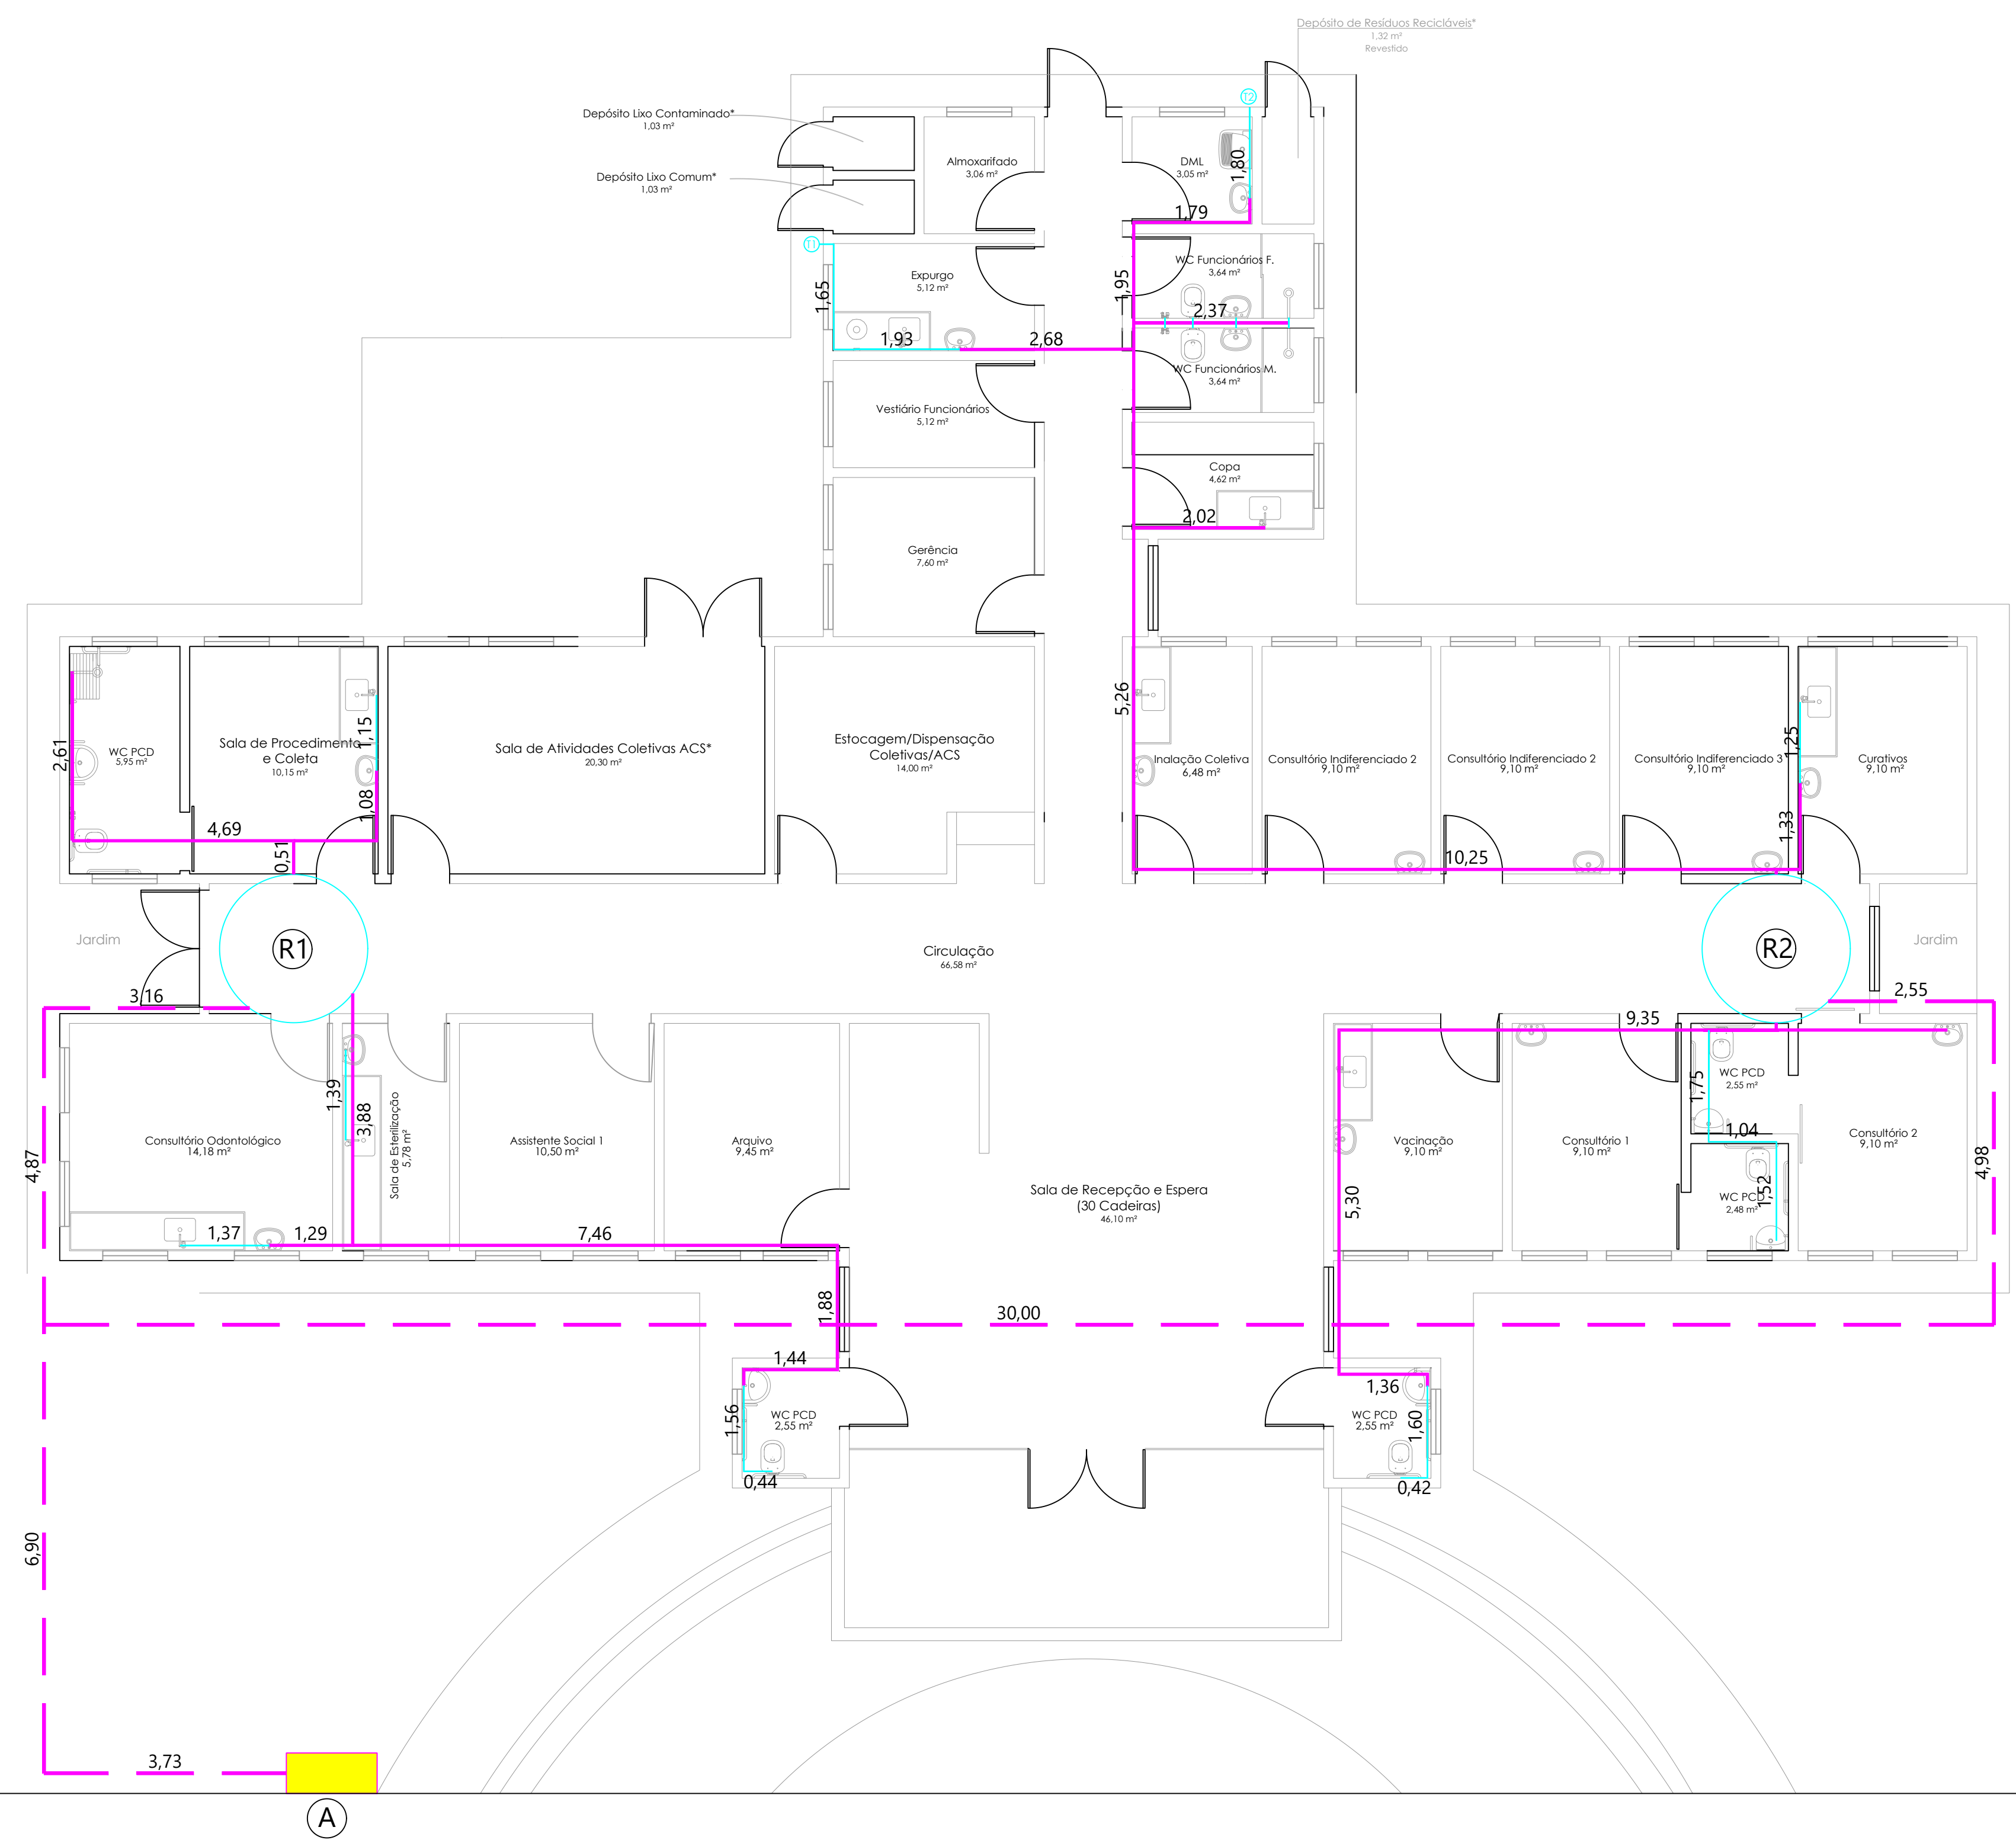 Depósito de Resíduos Recicláveis*
1,32 m²
Revestido
T2
Depósito Lixo Contaminado*
1,03 m²
Almoxarifado
3,06 m²
DML
3,05 m²
1,80
Depósito Lixo Comum*
1,03 m²
1,79
T1
Expurgo
5,12 m²
1,65
1,93
2,68
1,95
WC Funcionários F.
3,64 m²
2,37
WC Funcionários M.
3,64 m²
Vestiário Funcionários
5,12 m²
Copa
4,62 m²
2,02
Gerência
7,60 m²
5,26
2,61
WC PCD
5,95 m²
Sala de Procedimento
e Coleta
10,15 m²
1,15
1,08
4,69
0,51
Sala de Atividades Coletivas ACS*
20,30 m²
Estocagem/Dispensação
Coletivas/ACS
14,00 m²
Inalação Coletiva
6,48 m²
Consultório Indiferenciado 2
9,10 m²
Consultório Indiferenciado 2
9,10 m²
Consultório Indiferenciado 3
9,10 m²
1,25
1,33
Curativos
9,10 m²
10,25
Jardim
R1
Circulação
66,58 m²
R2
Jardim
3,16
2,55
9,35
4,87
Consultório Odontológico
14,18 m²
1,39
3,88
Sala de Esterilização
5,78 m²
Assistente Social 1
10,50 m²
Arquivo
9,45 m²
1,37
1,29
7,46
Sala de Recepção e Espera
(30 Cadeiras)
46,10 m²
Vacinação
9,10 m²
5,30
Consultório 1
9,10 m²
WC PCD
2,55 m²
1,75
1,04
WC PCD
2,48 m²
1,52
Consultório 2
9,10 m²
4,98
1,88
30,00
1,44
1,56
WC PCD
2,55 m²
0,44
1,36
WC PCD
2,55 m²
1,60
0,42
6,90
3,73
A